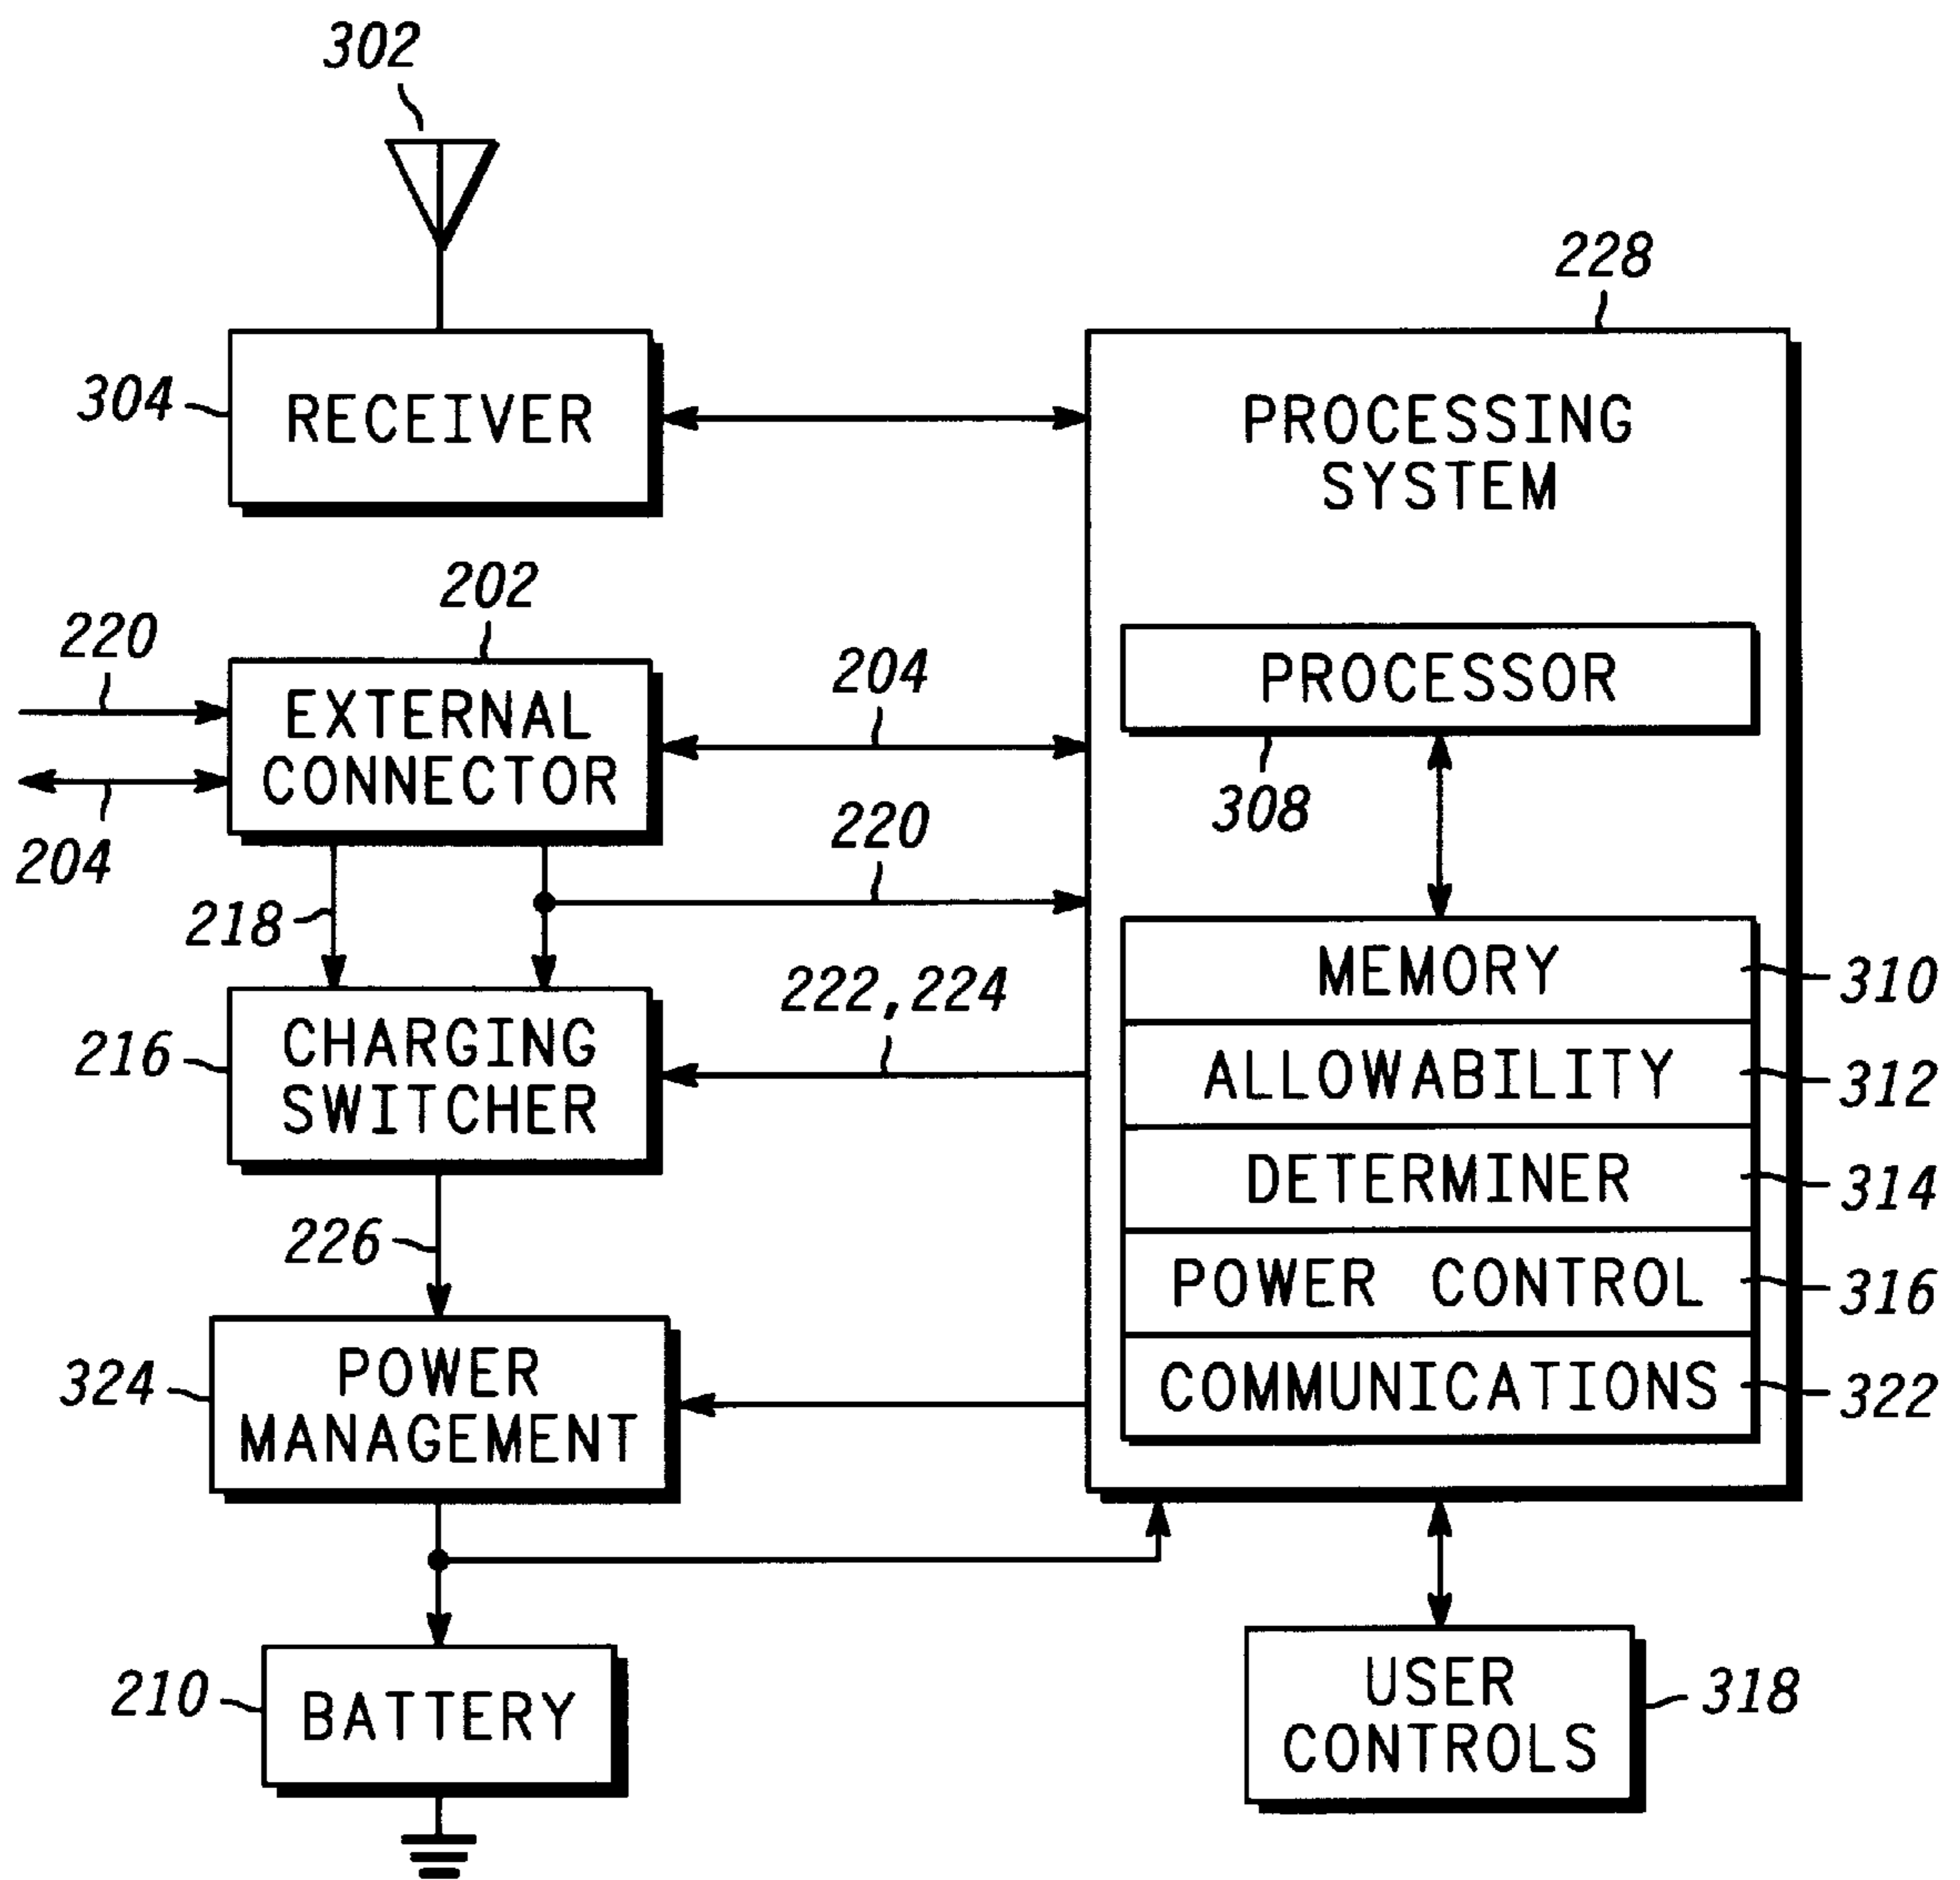 302
228
304
RECEIVER
PROCESSING
SYSTEM
202
220
EXTERNAL
CONNECTOR
204
204
PROCESSOR
308
220
218
MEMORY
310
222,224
216
CHARGING
SWITCHER
ALLOWABILITY
312
DETERMINER
314
226
POWER CONTROL
316
324
POWER
MANAGEMENT
COMMUNICATIONS
322
210
BATTERY
USER
CONTROLS
318